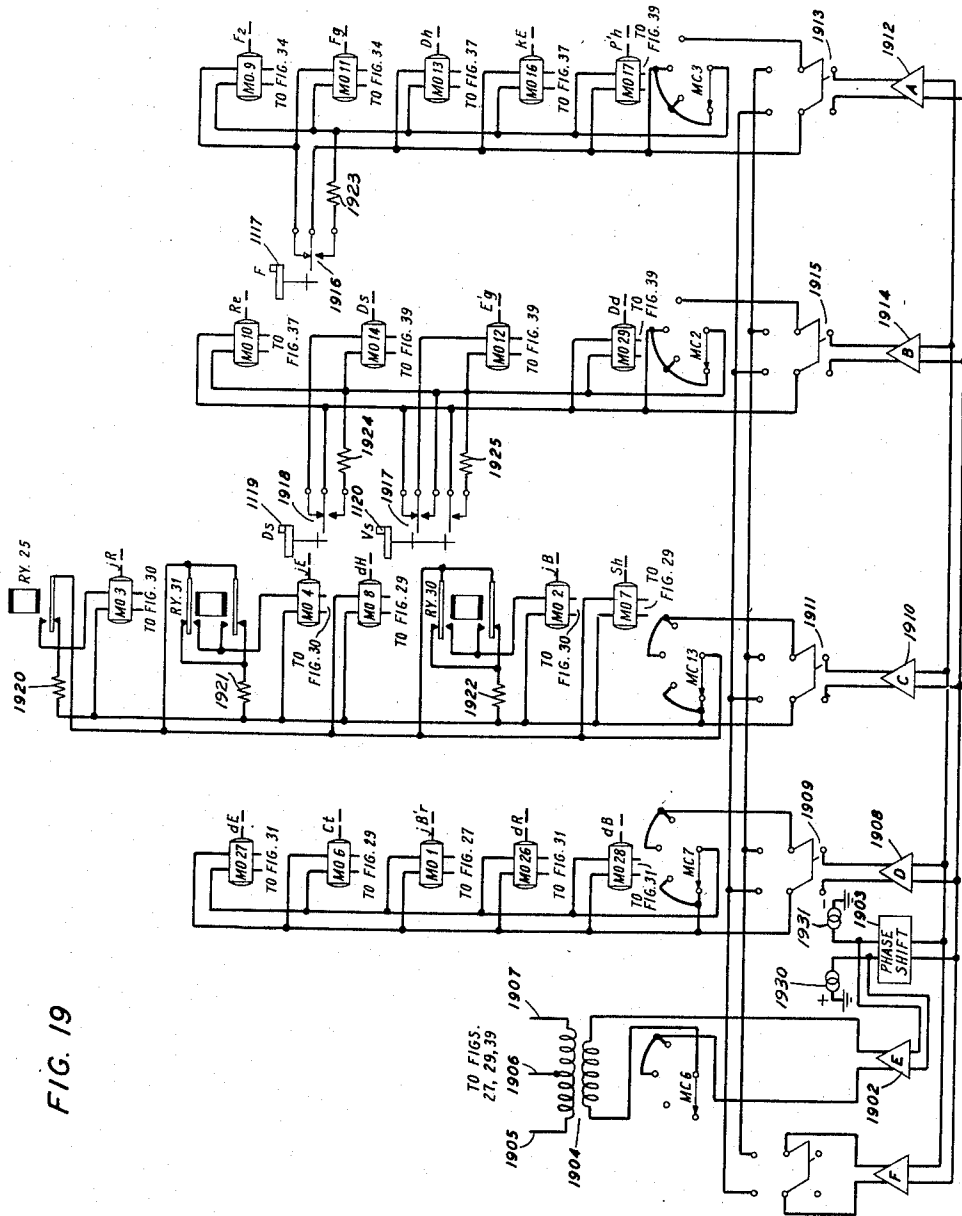 FIG. 19
RY. 25
1920
MO 3
jR
TO FIG. 30
RY. 31
1921
MO 4
jE
TO FIG. 30
MO 8
dH
TO FIG. 29
RY. 30
1922
MO 2
jB
TO FIG. 30
MO 7
Sh
TO FIG. 29
MC 13
1911
C
1910
MO 9
Fz
TO FIG. 34
MO 11
Fg
TO FIG. 34
MO 13
Dh
TO FIG. 37
MO 16
kE
TO FIG. 37
MO 17
P'h
TO FIG. 39
MC 3
1117
F
1916
1923
1913
A
1912
MO 10
Re
TO FIG. 37
MO 14
Ds
TO FIG. 39
MO 12
E'g
TO FIG. 39
MO 29
Dd
TO FIG. 39
MC 2
1119
Ds
1918
1924
1120
Vs
1917
1925
1915
B
1914
MO 27
dE
TO FIG. 31
MO 6
Ct
TO FIG. 29
MO 1
jB'r
TO FIG. 27
MO 26
dR
TO FIG. 31
MO 28
dB
TO FIG. 31
MC 7
1909
D
1908
1931
-
1930
+
1903
PHASE SHIFT
1907
1906
1905
TO FIGS. 27, 29, 39
1904
MC 6
E
1902
F